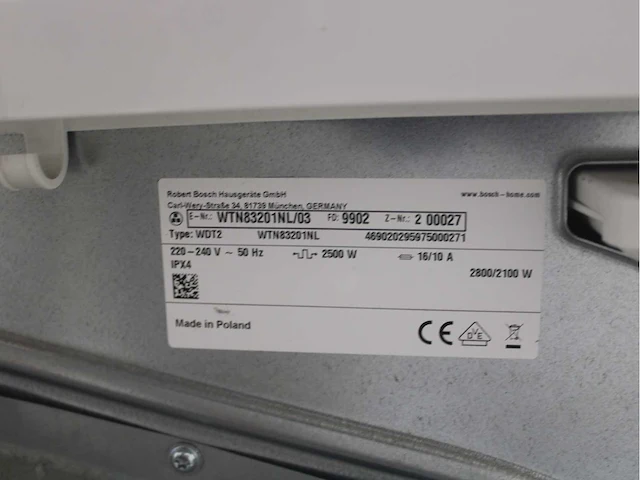 Robert Bosch Hausgeräte GmbH www.bosch-home.com
Carl-Wery-Straße 34, 81739 München, GERMANY
E-Nr.: WTN83201NL/03 FD: 9902 Z-Nr.: 2 00027
Type: WDT2 WTN83201NL 469020295975000271
220-240 V ~ 50 Hz 2500 W 16/10 A
IPX4 2800/2100 W
Made in Poland CE DVE